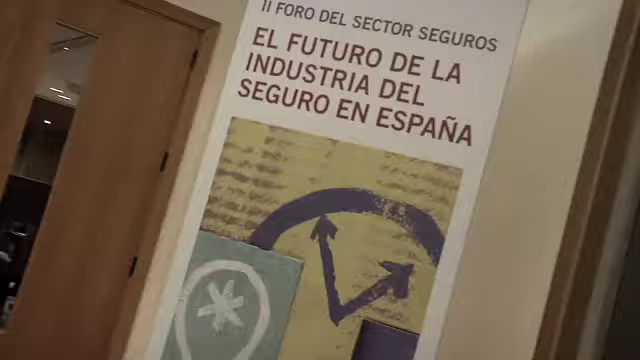 II FORO DEL SECTOR SEGUROS
EL FUTURO DE LA
INDUSTRIA DEL
SEGURO EN ESPAÑA